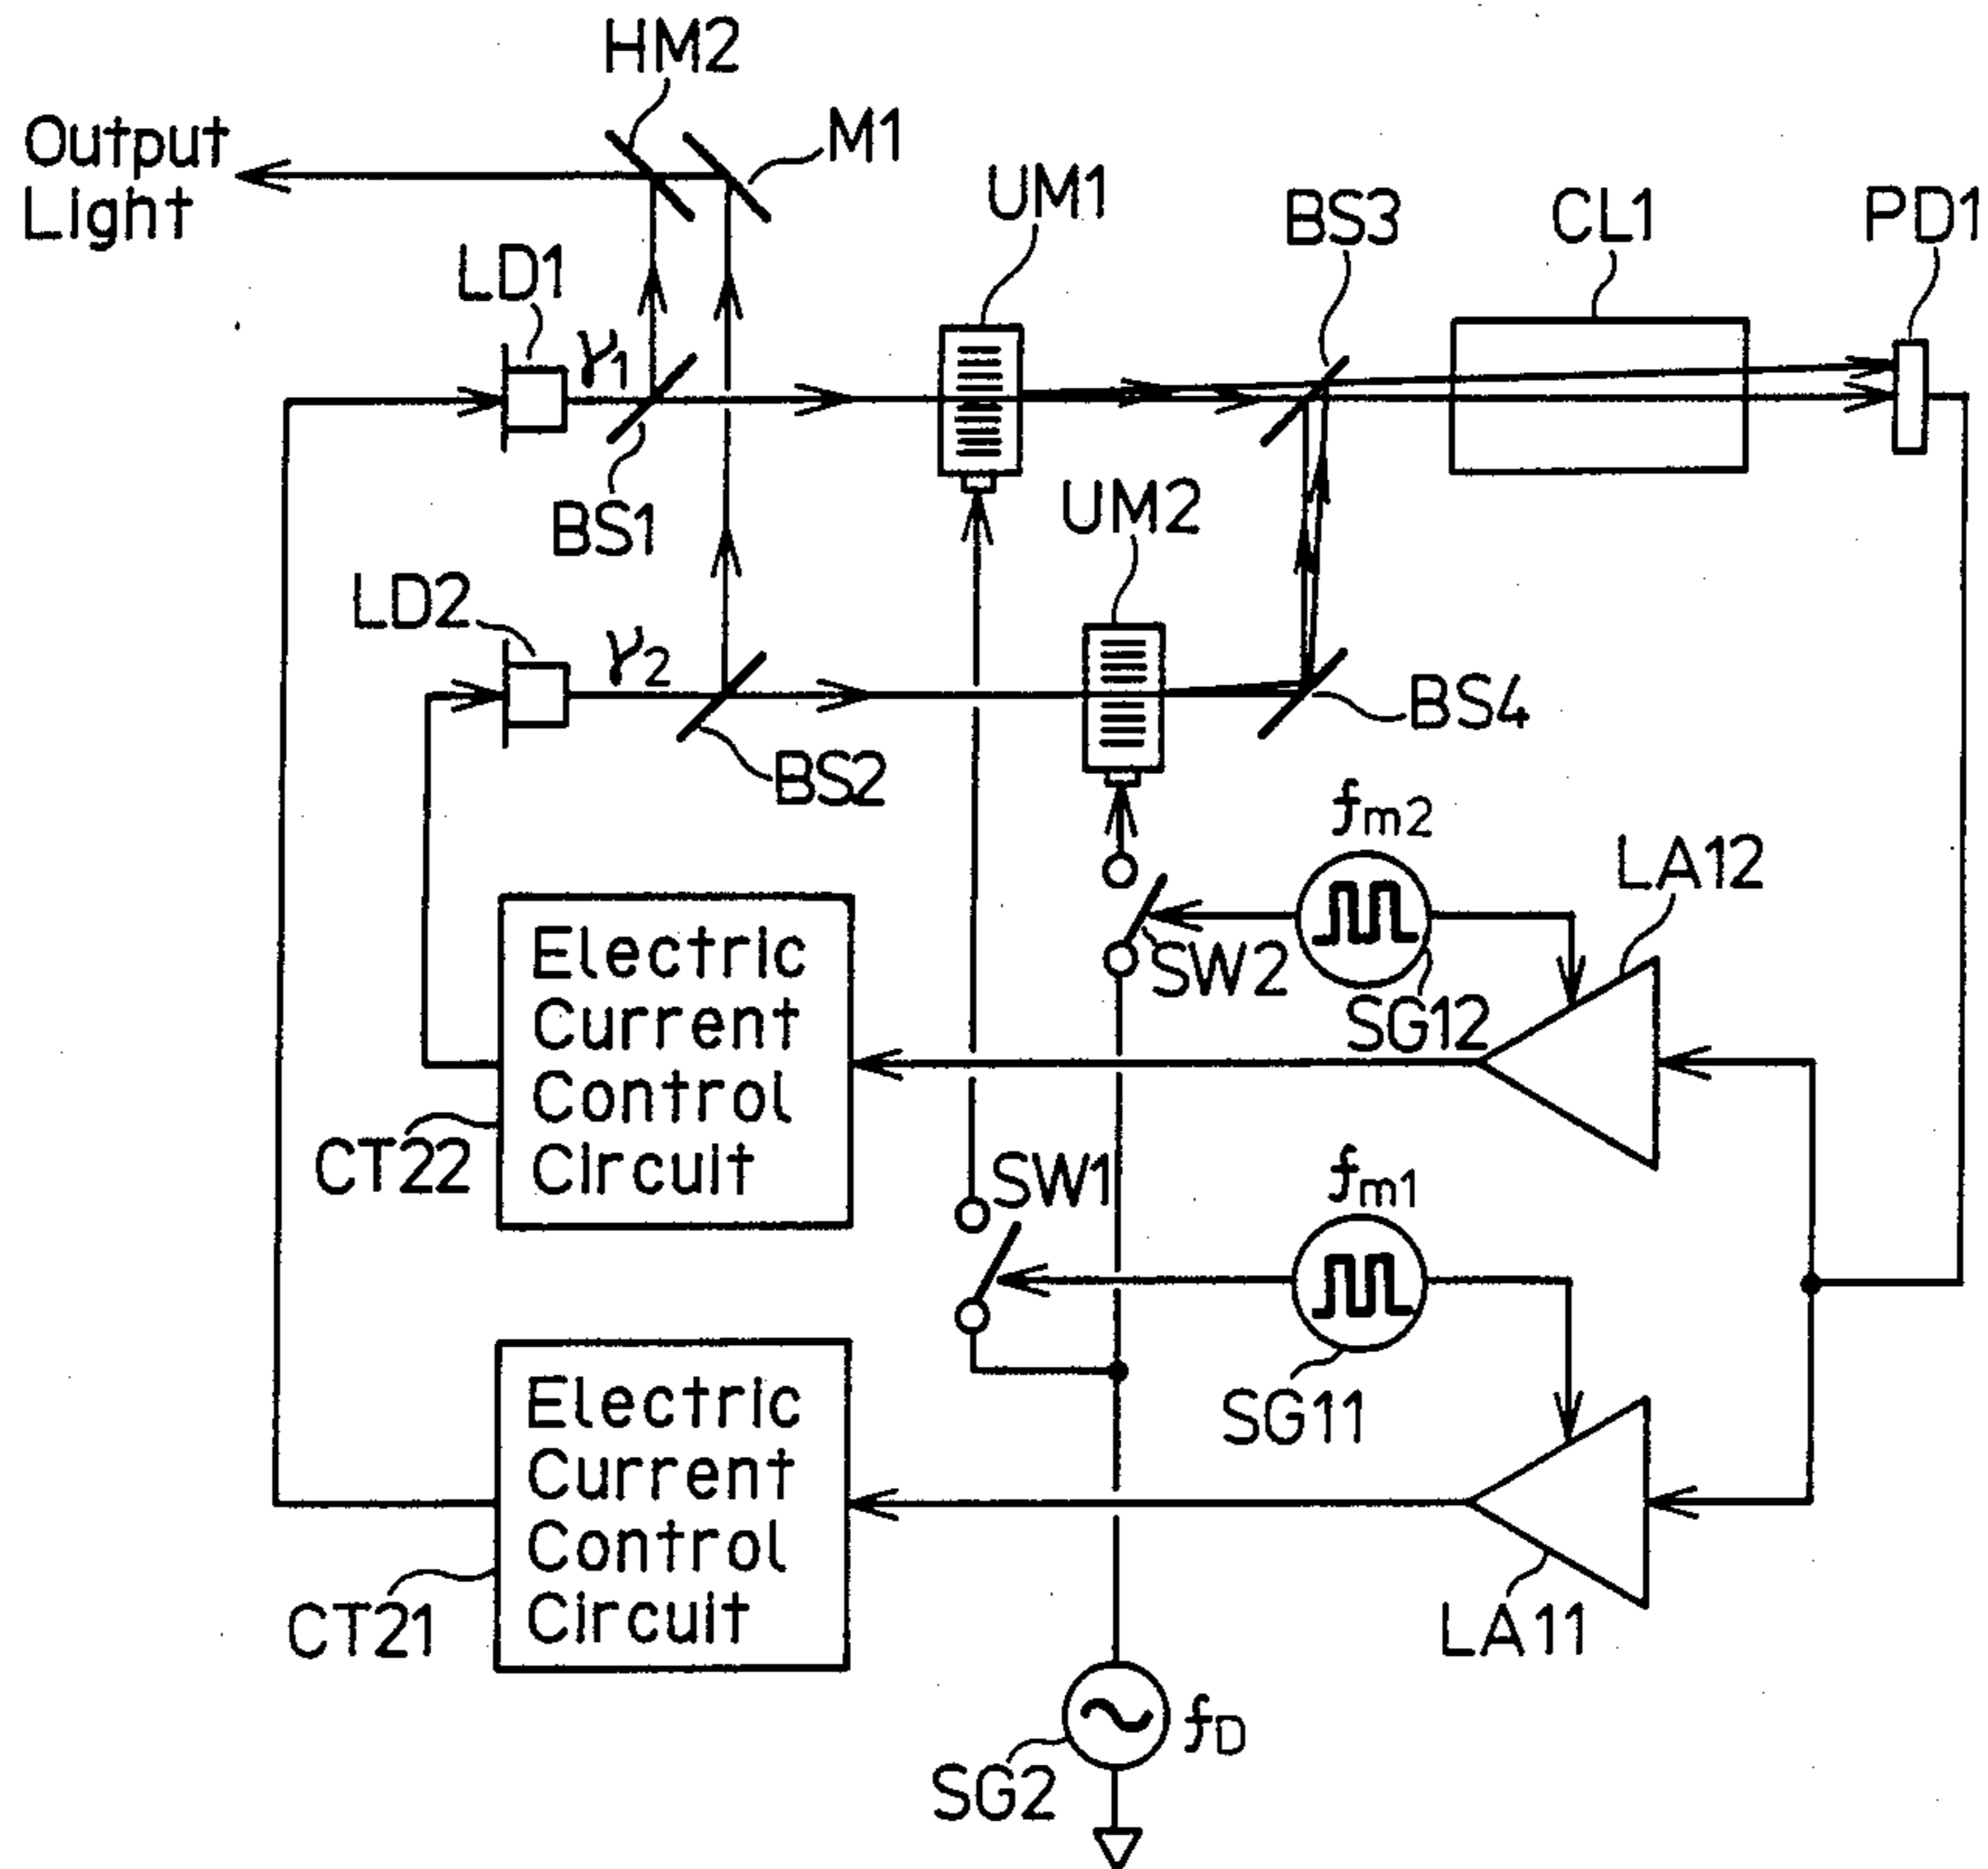 HM2
Output
Light
M1
UM1
BS3
CL1
PD1
LD1
γ1
BS1
UM2
LD2
γ2
BS4
BS2
fm2
LA12
Electric
Current
Control
Circuit
SW2
SG12
CT22
SW1
fm1
Electric
Current
Control
Circuit
SG11
CT21
LA11
fD
SG2